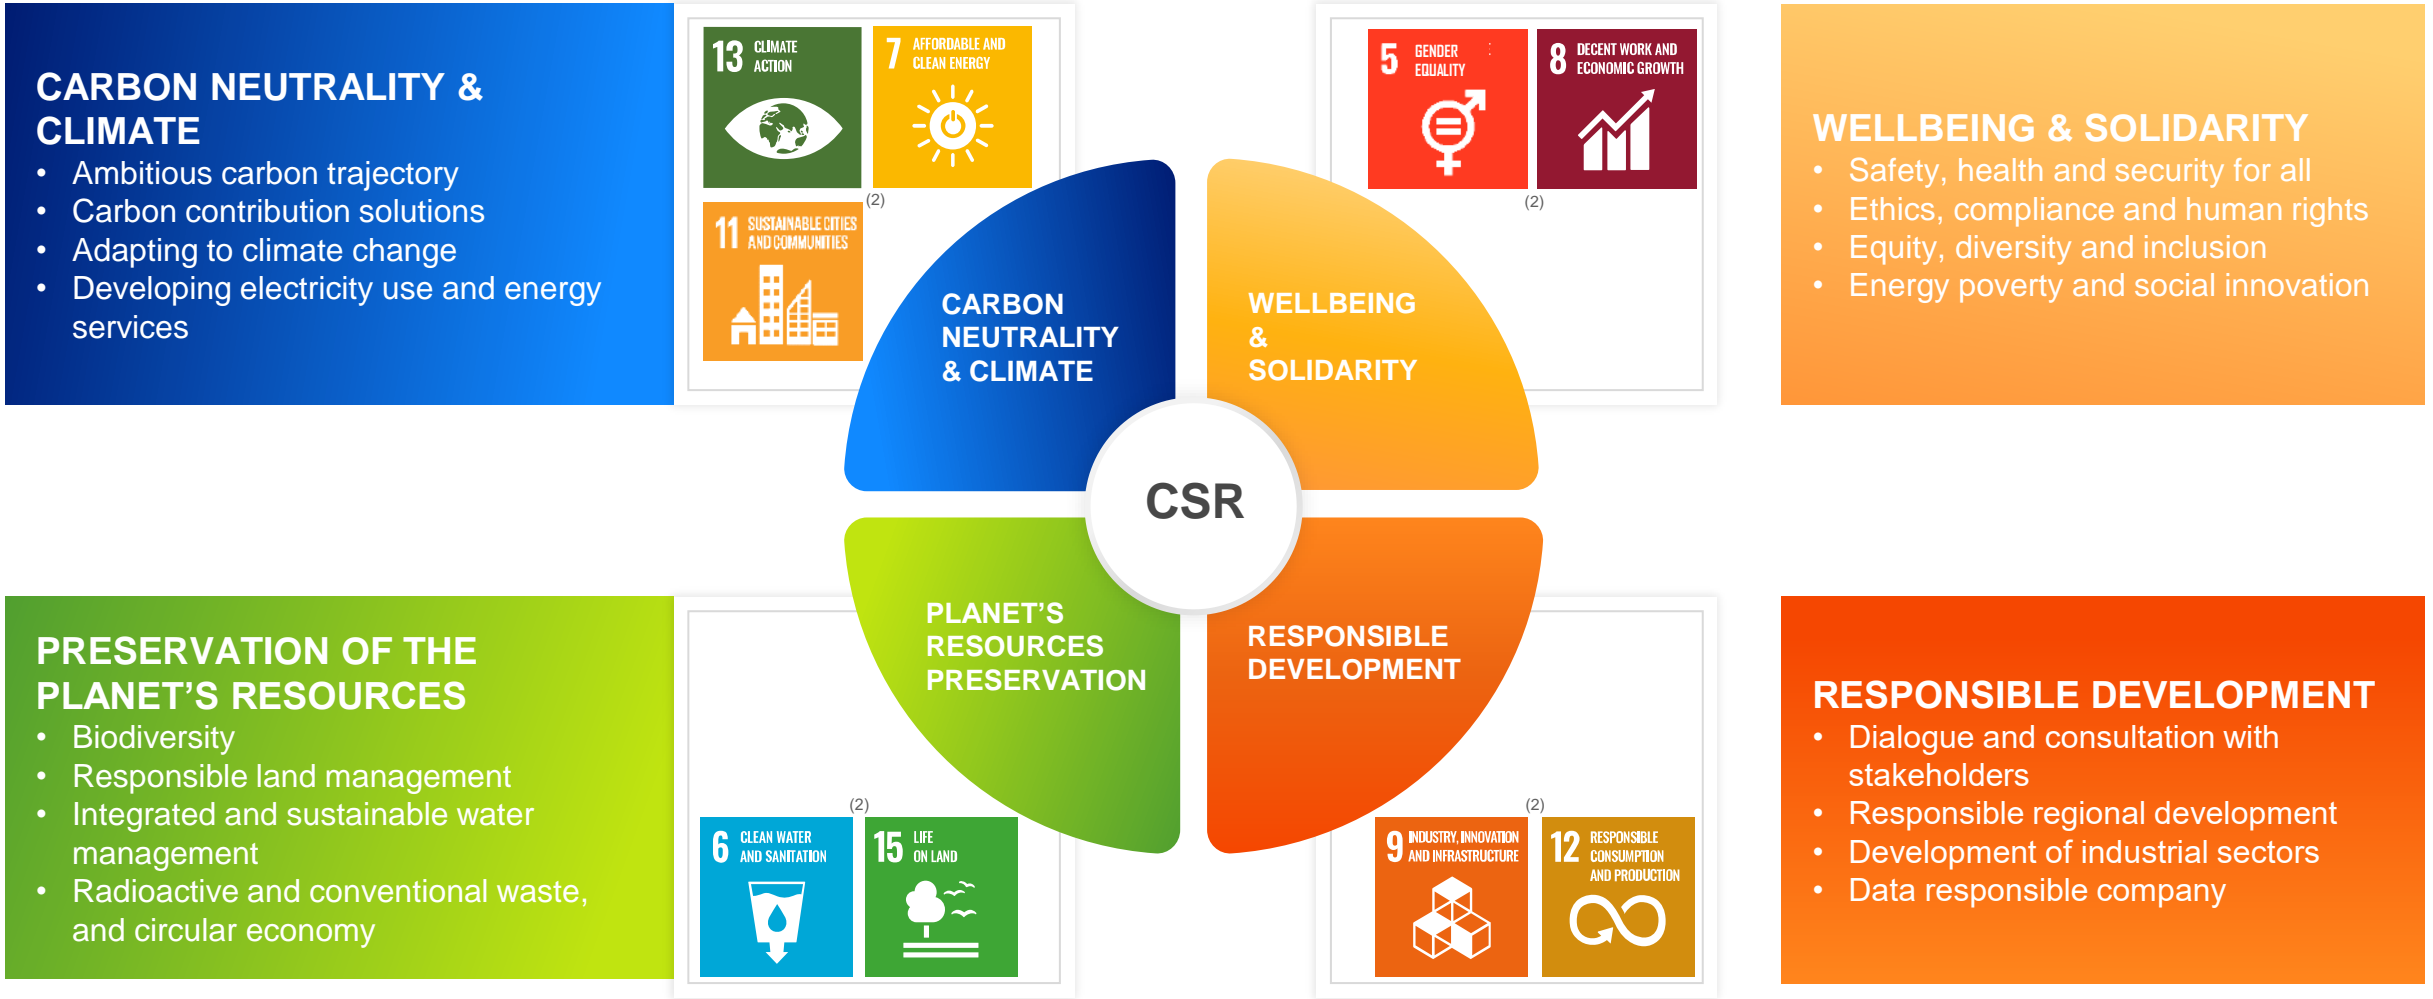 CARBON NEUTRALITY &
CLIMATE
• Ambitious carbon trajectory
• Carbon contribution solutions
• Adapting to climate change
• Developing electricity use and energy
services
13 CLIMATE
ACTION
7 AFFORDABLE AND
CLEAN ENERGY
(2)
11 SUSTAINABLE CITIES
AND COMMUNITIES
5 GENDER
EQUALITY
8 DECENT WORK AND
ECONOMIC GROWTH
(2)
WELLBEING & SOLIDARITY
• Safety, health and security for all
• Ethics, compliance and human rights
• Equity, diversity and inclusion
• Energy poverty and social innovation
CARBON
NEUTRALITY
& CLIMATE
WELLBEING
&
SOLIDARITY
CSR
PLANET’S
RESOURCES
PRESERVATION
RESPONSIBLE
DEVELOPMENT
PRESERVATION OF THE
PLANET’S RESOURCES
• Biodiversity
• Responsible land management
• Integrated and sustainable water
management
• Radioactive and conventional waste,
and circular economy
(2)
6 CLEAN WATER
AND SANITATION
15 LIFE
ON LAND
(2)
9 INDUSTRY, INNOVATION
AND INFRASTRUCTURE
12 RESPONSIBLE
CONSUMPTION
AND PRODUCTION
RESPONSIBLE DEVELOPMENT
• Dialogue and consultation with
stakeholders
• Responsible regional development
• Development of industrial sectors
• Data responsible company